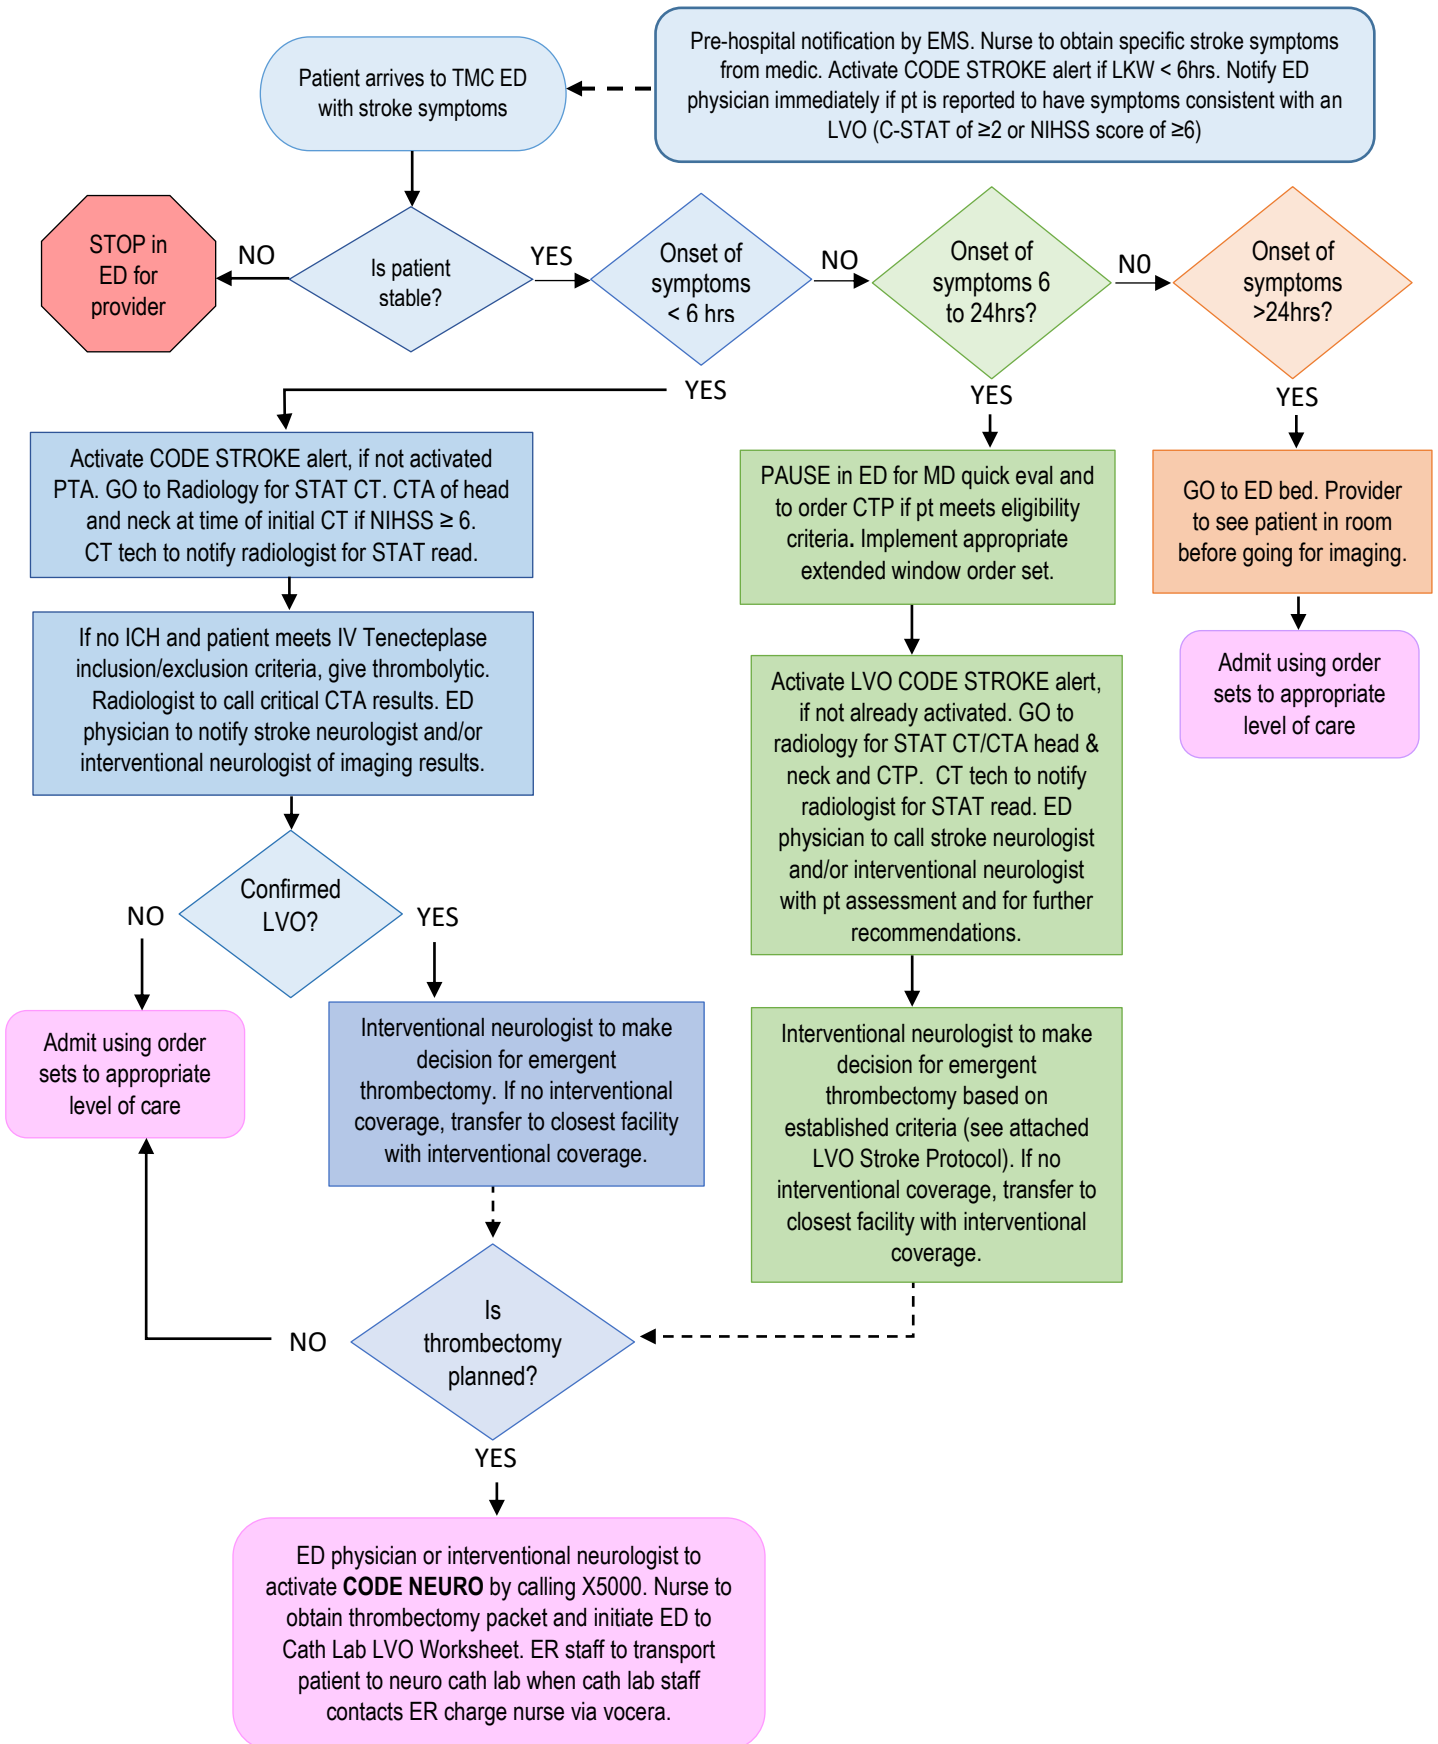 Patient arrives to TMC ED
with stroke symptoms
Pre-hospital notification by EMS. Nurse to obtain specific stroke symptoms
from medic. Activate CODE STROKE alert if LKW < 6hrs. Notify ED
physician immediately if pt is reported to have symptoms consistent with an
LVO (C-STAT of ≥2 or NIHSS score of ≥6)
STOP in
ED for
provider
NO
Is patient
stable?
YES
Onset of
symptoms
< 6 hrs
NO
Onset of
symptoms 6
to 24hrs?
N0
Onset of
symptoms
>24hrs?
YES
YES
YES
Activate CODE STROKE alert, if not activated
PTA. GO to Radiology for STAT CT. CTA of head
and neck at time of initial CT if NIHSS ≥ 6.
CT tech to notify radiologist for STAT read.
PAUSE in ED for MD quick eval and
to order CTP if pt meets eligibility
criteria. Implement appropriate
extended window order set.
GO to ED bed. Provider
to see patient in room
before going for imaging.
If no ICH and patient meets IV Tenecteplase
inclusion/exclusion criteria, give thrombolytic.
Radiologist to call critical CTA results. ED
physician to notify stroke neurologist and/or
interventional neurologist of imaging results.
Activate LVO CODE STROKE alert,
if not already activated. GO to
radiology for STAT CT/CTA head &
neck and CTP. CT tech to notify
radiologist for STAT read. ED
physician to call stroke neurologist
and/or interventional neurologist
with pt assessment and for further
recommendations.
Admit using order
sets to appropriate
level of care
Confirmed
LVO?
NO
YES
Admit using order
sets to appropriate
level of care
Interventional neurologist to make
decision for emergent
thrombectomy. If no interventional
coverage, transfer to closest facility
with interventional coverage.
Interventional neurologist to make
decision for emergent
thrombectomy based on
established criteria (see attached
LVO Stroke Protocol). If no
interventional coverage, transfer to
closest facility with interventional
coverage.
Is
thrombectomy
planned?
NO
YES
ED physician or interventional neurologist to
activate CODE NEURO by calling X5000. Nurse to
obtain thrombectomy packet and initiate ED to
Cath Lab LVO Worksheet. ER staff to transport
patient to neuro cath lab when cath lab staff
contacts ER charge nurse via vocera.